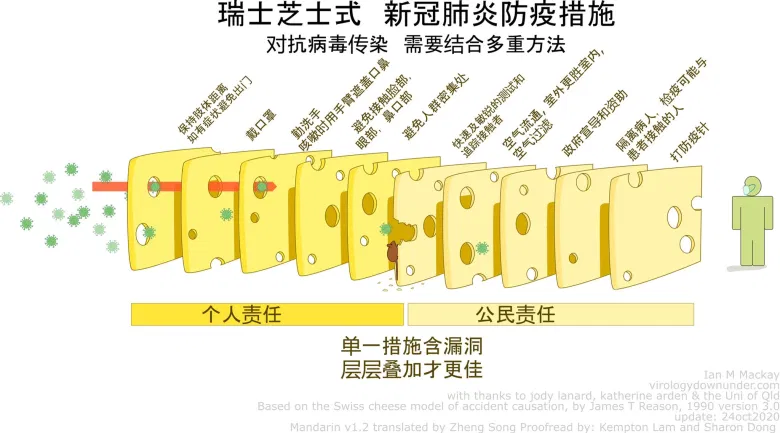 瑞士芝士式 新冠肺炎防疫措施
对抗病毒传染 需要结合多重方法
保持肢体距离
如有症状避免出门
戴口罩
勤洗手
咳嗽时用手臂遮盖口鼻
避免接触脸部,
眼部, 鼻口部
避免人群密集处
快速及敏锐的测试和
追踪接触者
空气流通, 室外更胜室内,
空气过滤
政府宣导和资助
隔离病人、检疫可能与
患者接触的人
打防疫针
个人责任
公民责任
单一措施含漏洞
层层叠加才更佳
Ian M Mackay
virologydownunder.com
with thanks to jody lanard, katherine arden & the Uni of Qld
Based on the Swiss cheese model of accident causation, by James T Reason, 1990 version 3.0
update: 24oct2020
Mandarin v1.2 translated by Zheng Song Proofread by: Kempton Lam and Sharon Dong